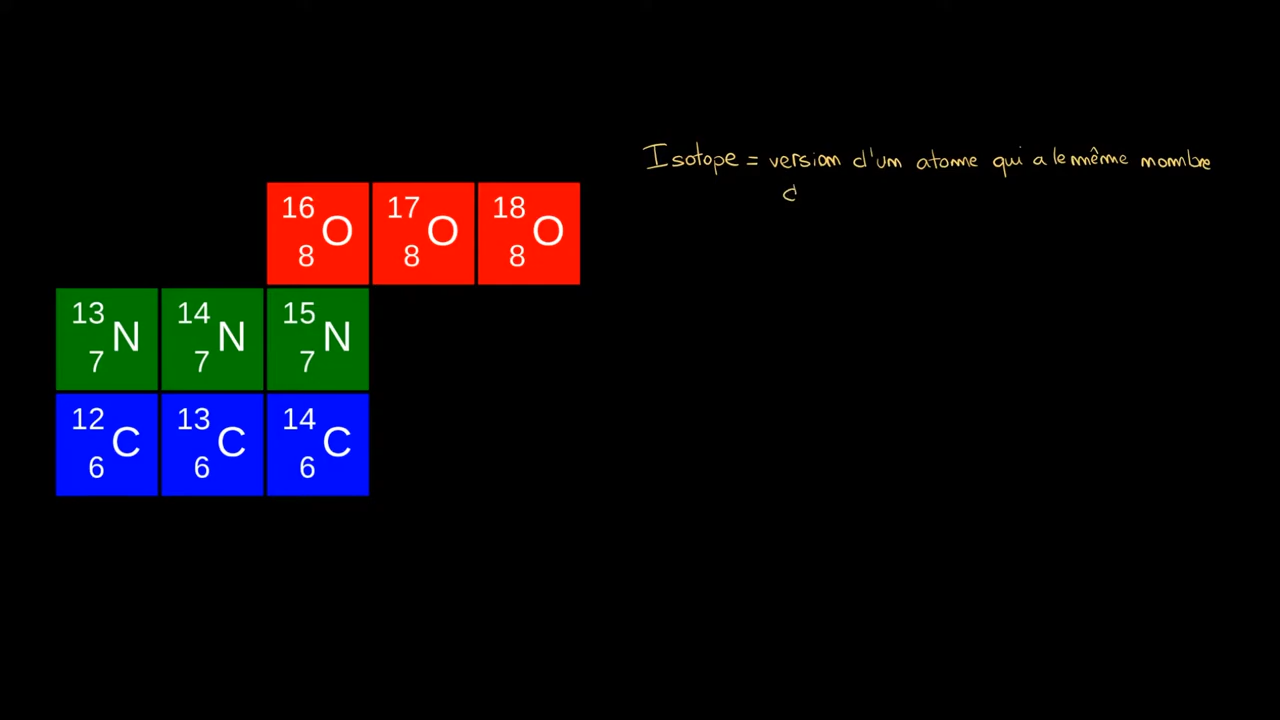 Isotope = version d'un atome qui a le même nombre
d
16 8 O 17 8 O 18 8 O
13 7 N 14 7 N 15 7 N
12 6 C 13 6 C 14 6 C